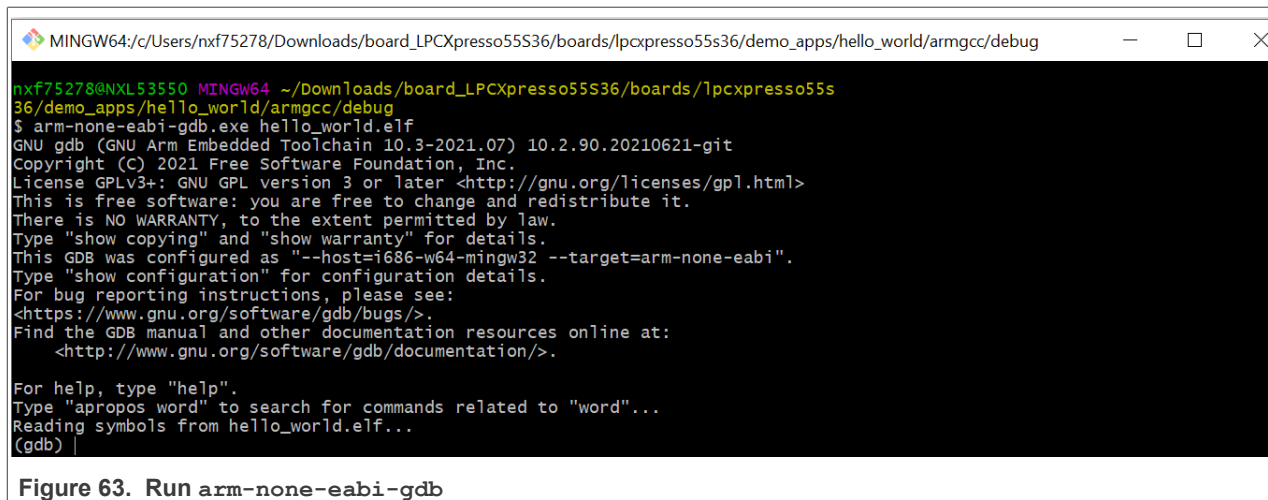 MINGW64:/c/Users/nxf75278/Downloads/board_LPCXpresso55S36/boards/lpcxpresso55s36/demo_apps/hello_world/armgcc/debug
nxf75278@NXL53550 MINGW64 ~/Downloads/board_LPCXpresso55S36/boards/lpcxpresso55s
36/demo_apps/hello_world/armgcc/debug
$ arm-none-eabi-gdb.exe hello_world.elf
GNU gdb (GNU Arm Embedded Toolchain 10.3-2021.07) 10.2.90.20210621-git
Copyright (C) 2021 Free Software Foundation, Inc.
License GPLv3+: GNU GPL version 3 or later <http://gnu.org/licenses/gpl.html>
This is free software: you are free to change and redistribute it.
There is NO WARRANTY, to the extent permitted by law.
Type "show copying" and "show warranty" for details.
This GDB was configured as "--host=i686-w64-mingw32 --target=arm-none-eabi".
Type "show configuration" for configuration details.
For bug reporting instructions, please see:
<https://www.gnu.org/software/gdb/bugs/>.
Find the GDB manual and other documentation resources online at:
    <http://www.gnu.org/software/gdb/documentation/>.

For help, type "help".
Type "apropos word" to search for commands related to "word"...
Reading symbols from hello_world.elf...
(gdb)
Figure 63. Run arm-none-eabi-gdb